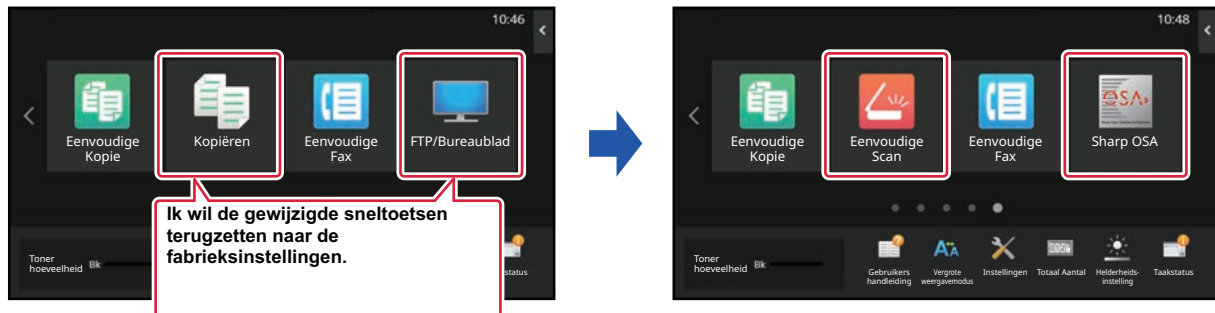 10:46
Eenvoudige
Kopie
Kopiëren
Eenvoudige
Fax
FTP/Bureaublad
Ik wil de gewijzigde sneltoetsen
terugzetten naar de
fabrieksinstellingen.
Toner
hoeveelheid
Bk
status
10:48
Eenvoudige
Kopie
Eenvoudige
Scan
Eenvoudige
Fax
OSA
Sharp OSA
Toner
hoeveelheid
Bk
Gebruikers
handleiding
Vergrote
weergavemodus
Instellingen
Totaal Aantal
Helderheids-
instelling
Taakstatus